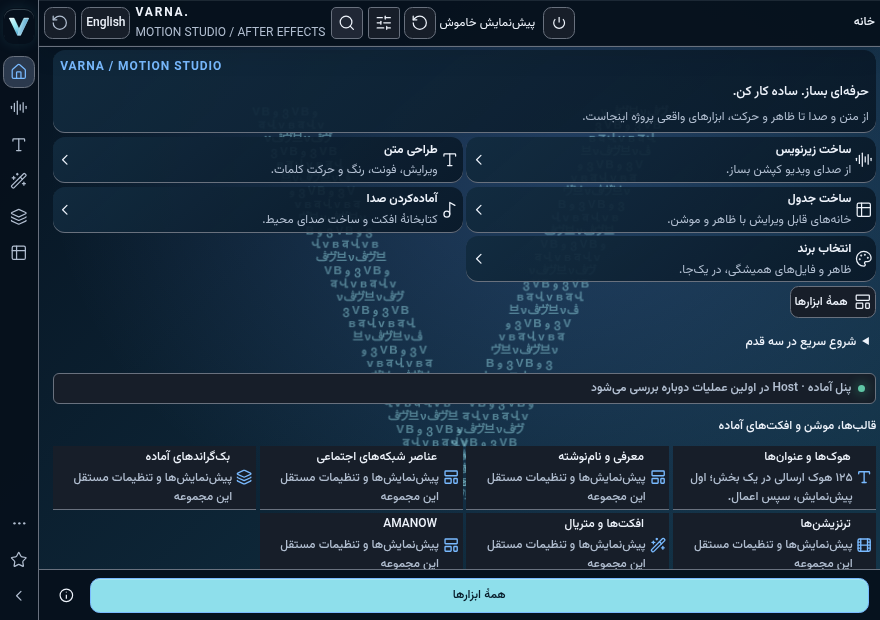 English
VARNA.
MOTION STUDIO / AFTER EFFECTS
پیش‌نمایش خاموش
خانه
VARNA / MOTION STUDIO
حرفه‌ای بساز. ساده کار کن.
از متن و صدا تا ظاهر و حرکت، ابزارهای واقعی پروژه اینجاست.
ساخت زیرنویس
از صدای ویدیو کپشن بساز.
طراحی متن
ویرایش، فونت، رنگ و حرکت کلمات.
ساخت جدول
خانه‌های قابل ویرایش با ظاهر و موشن.
آماده‌کردن صدا
کتابخانهٔ افکت و ساخت صدای محیط.
انتخاب برند
ظاهر و فایل‌های همیشگی، در یک‌جا.
همهٔ ابزارها
شروع سریع در سه قدم
پنل آماده · Host در اولین عملیات دوباره بررسی می‌شود
قالب‌ها، موشن و افکت‌های آماده
هوک‌ها و عنوان‌ها
۱۲۵ هوک ارسالی در یک بخش؛ اول
پیش‌نمایش، سپس اعمال.
معرفی و نام‌نوشته
پیش‌نمایش‌ها و تنظیمات مستقل
این مجموعه
عناصر شبکه‌های اجتماعی
پیش‌نمایش‌ها و تنظیمات مستقل
این مجموعه
بک‌گراندهای آماده
پیش‌نمایش‌ها و تنظیمات مستقل
این مجموعه
ترنزیشن‌ها
پیش‌نمایش‌ها و تنظیمات مستقل
این مجموعه
افکت‌ها و متریال
پیش‌نمایش‌ها و تنظیمات مستقل
این مجموعه
AMANOW
پیش‌نمایش‌ها و تنظیمات مستقل
این مجموعه
همهٔ ابزارها